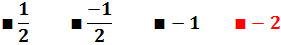 ■ 1/2 ■ -1/2 ■ - 1 ■ - 2